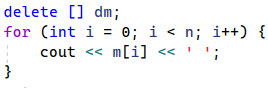 delete [] dm;
for (int i = 0; i < n; i++) {
    cout << m[i] << ' ';
}